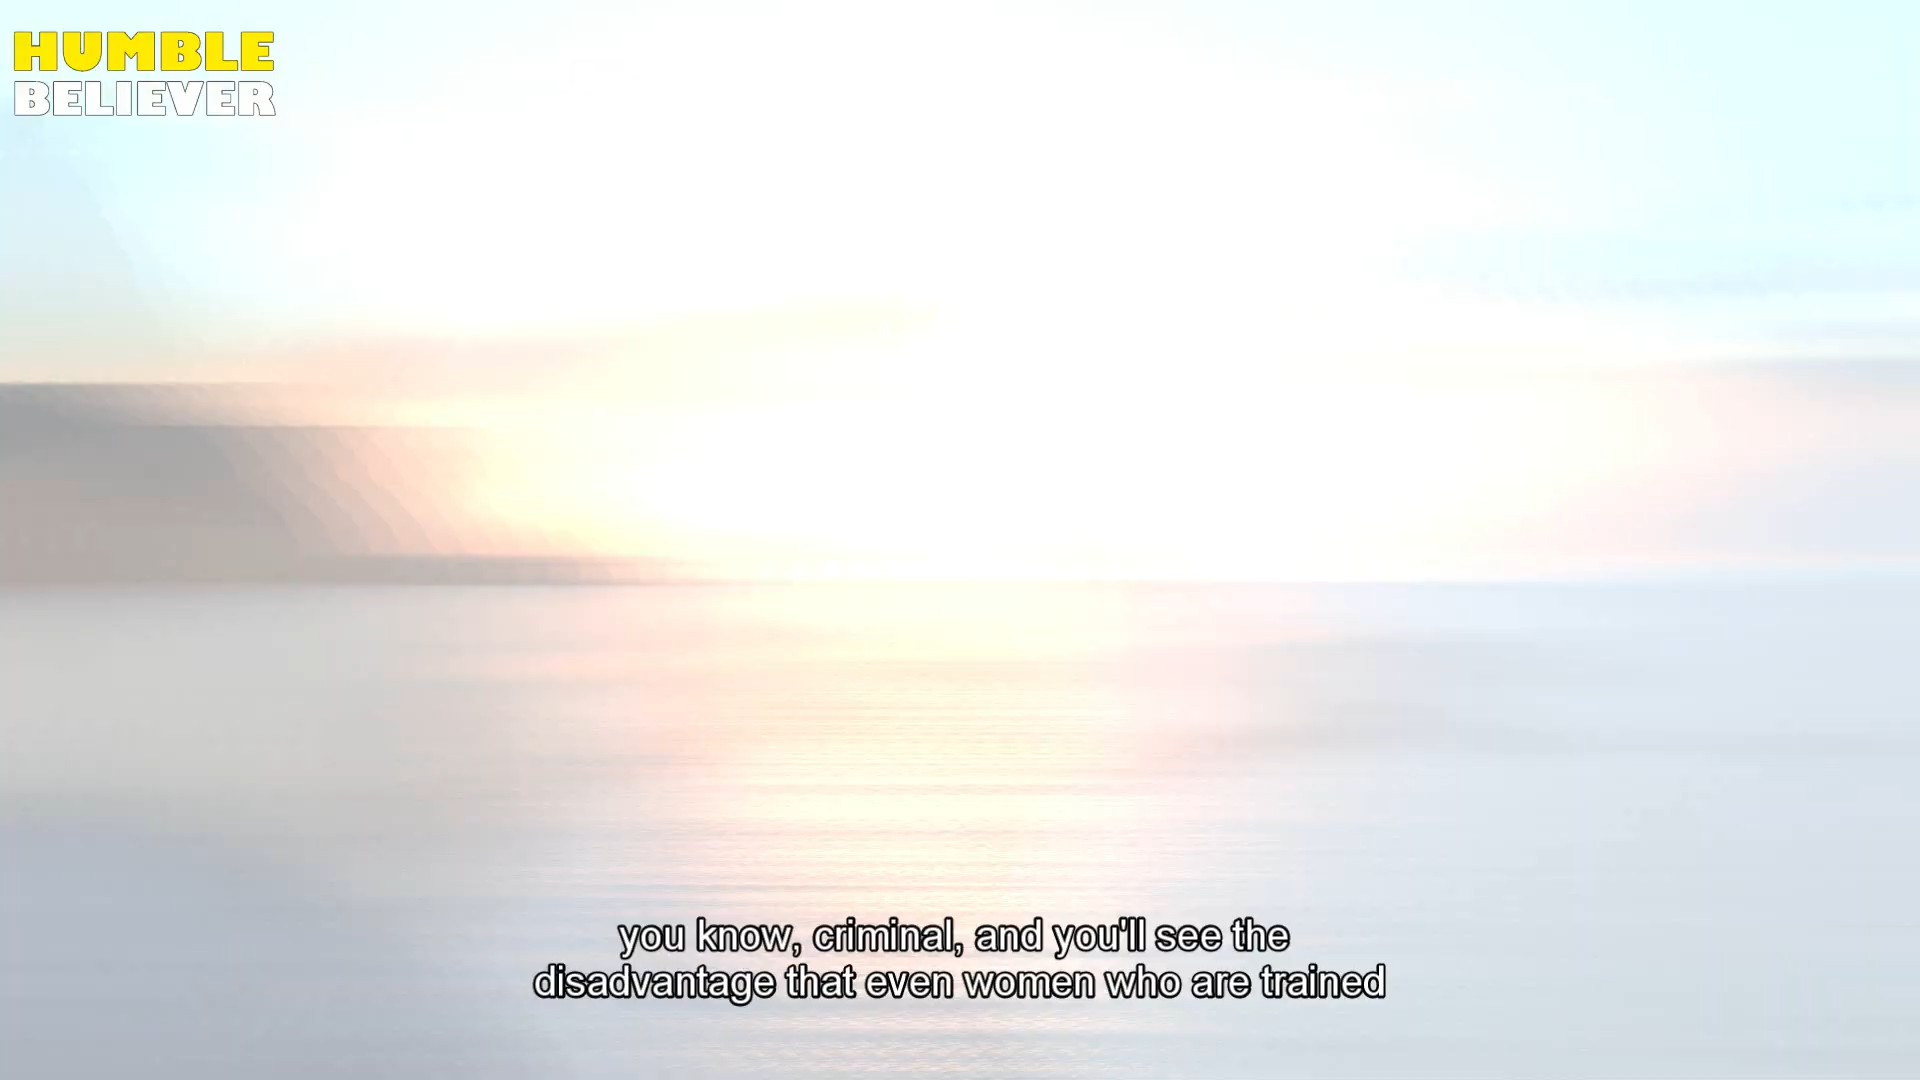 HUMBLE
BELIEVER
you know, criminal, and you'll see the
disadvantage that even women who are trained